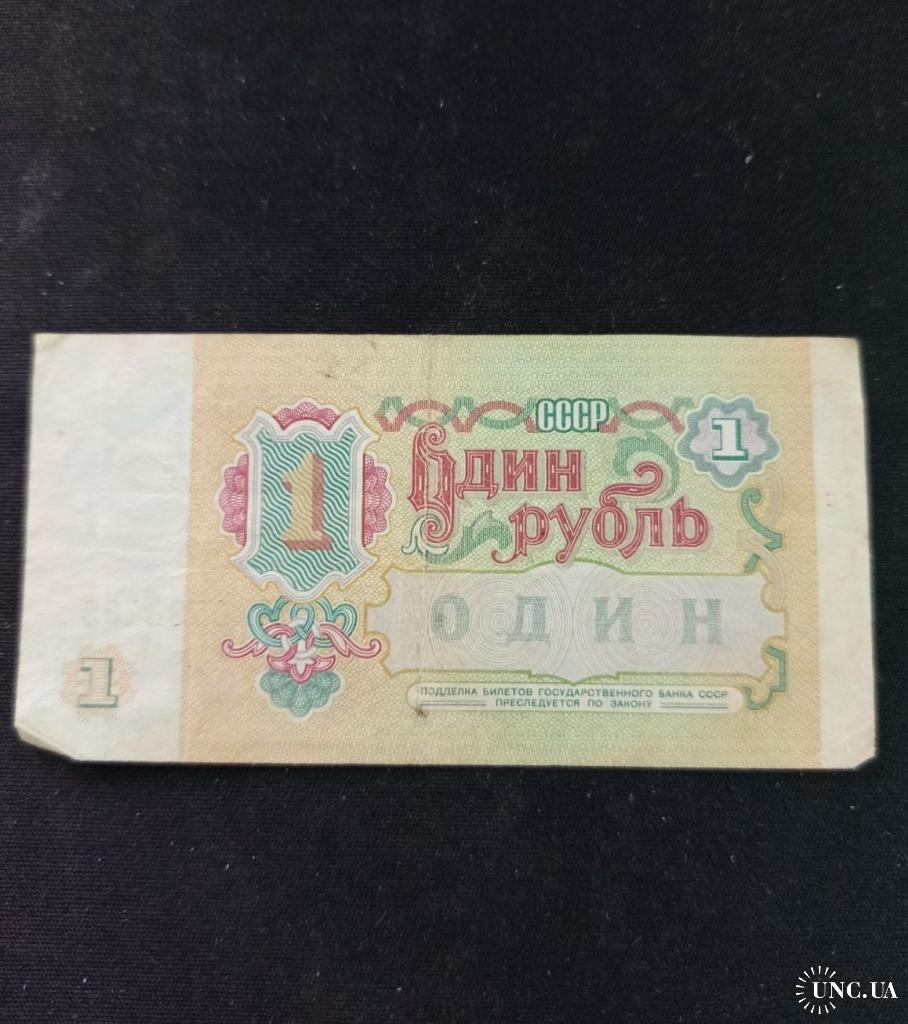 СССР
1
1
Один
рубль
ОДИН
1
ПОДДЕЛКА БИЛЕТОВ ГОСУДАРСТВЕННОГО БАНКА СССР
ПРЕСЛЕДУЕТСЯ ПО ЗАКОНУ
UNC.UA